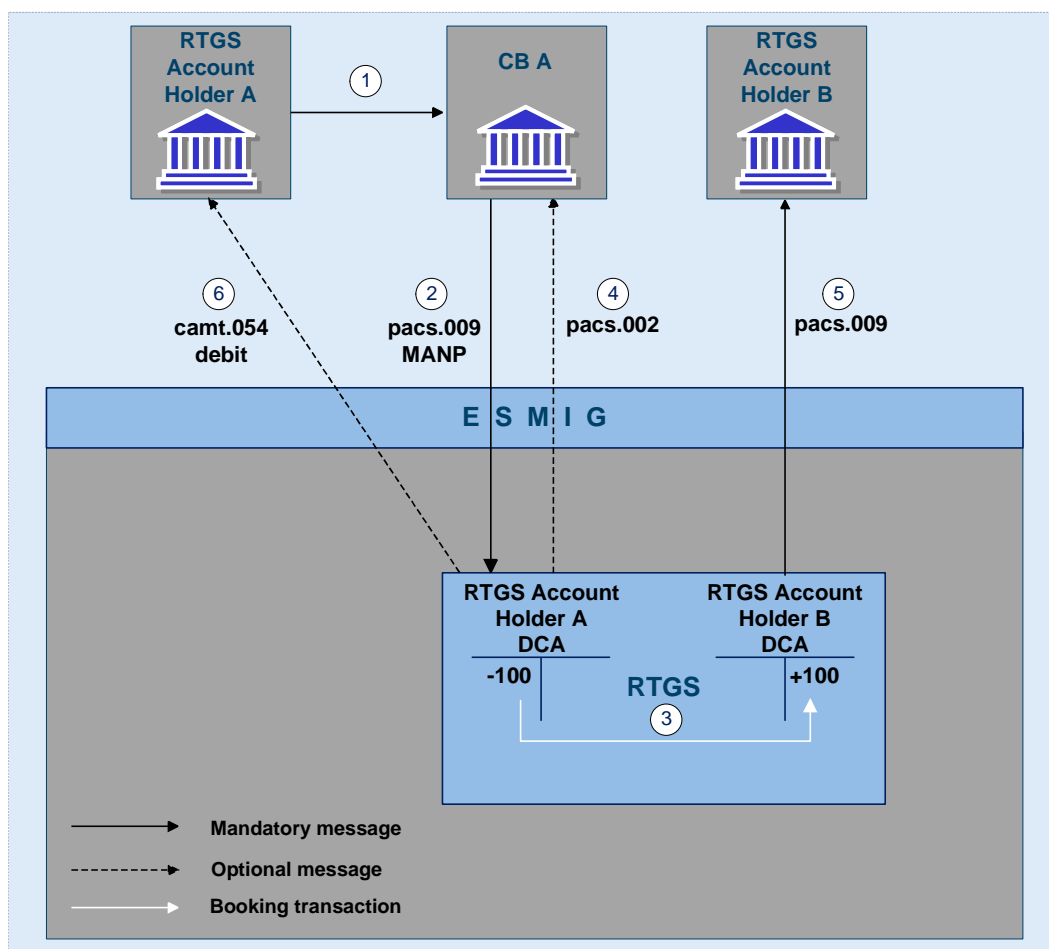 RTGS
Account
Holder A
CB A
RTGS
Account
Holder B
1
6
camt.054
debit
2
pacs.009
MANP
4
pacs.002
5
pacs.009
E S M I G
RTGS Account
Holder A
DCA
RTGS Account
Holder B
DCA
-100
+100
RTGS
3
Mandatory message
Optional message
Booking transaction